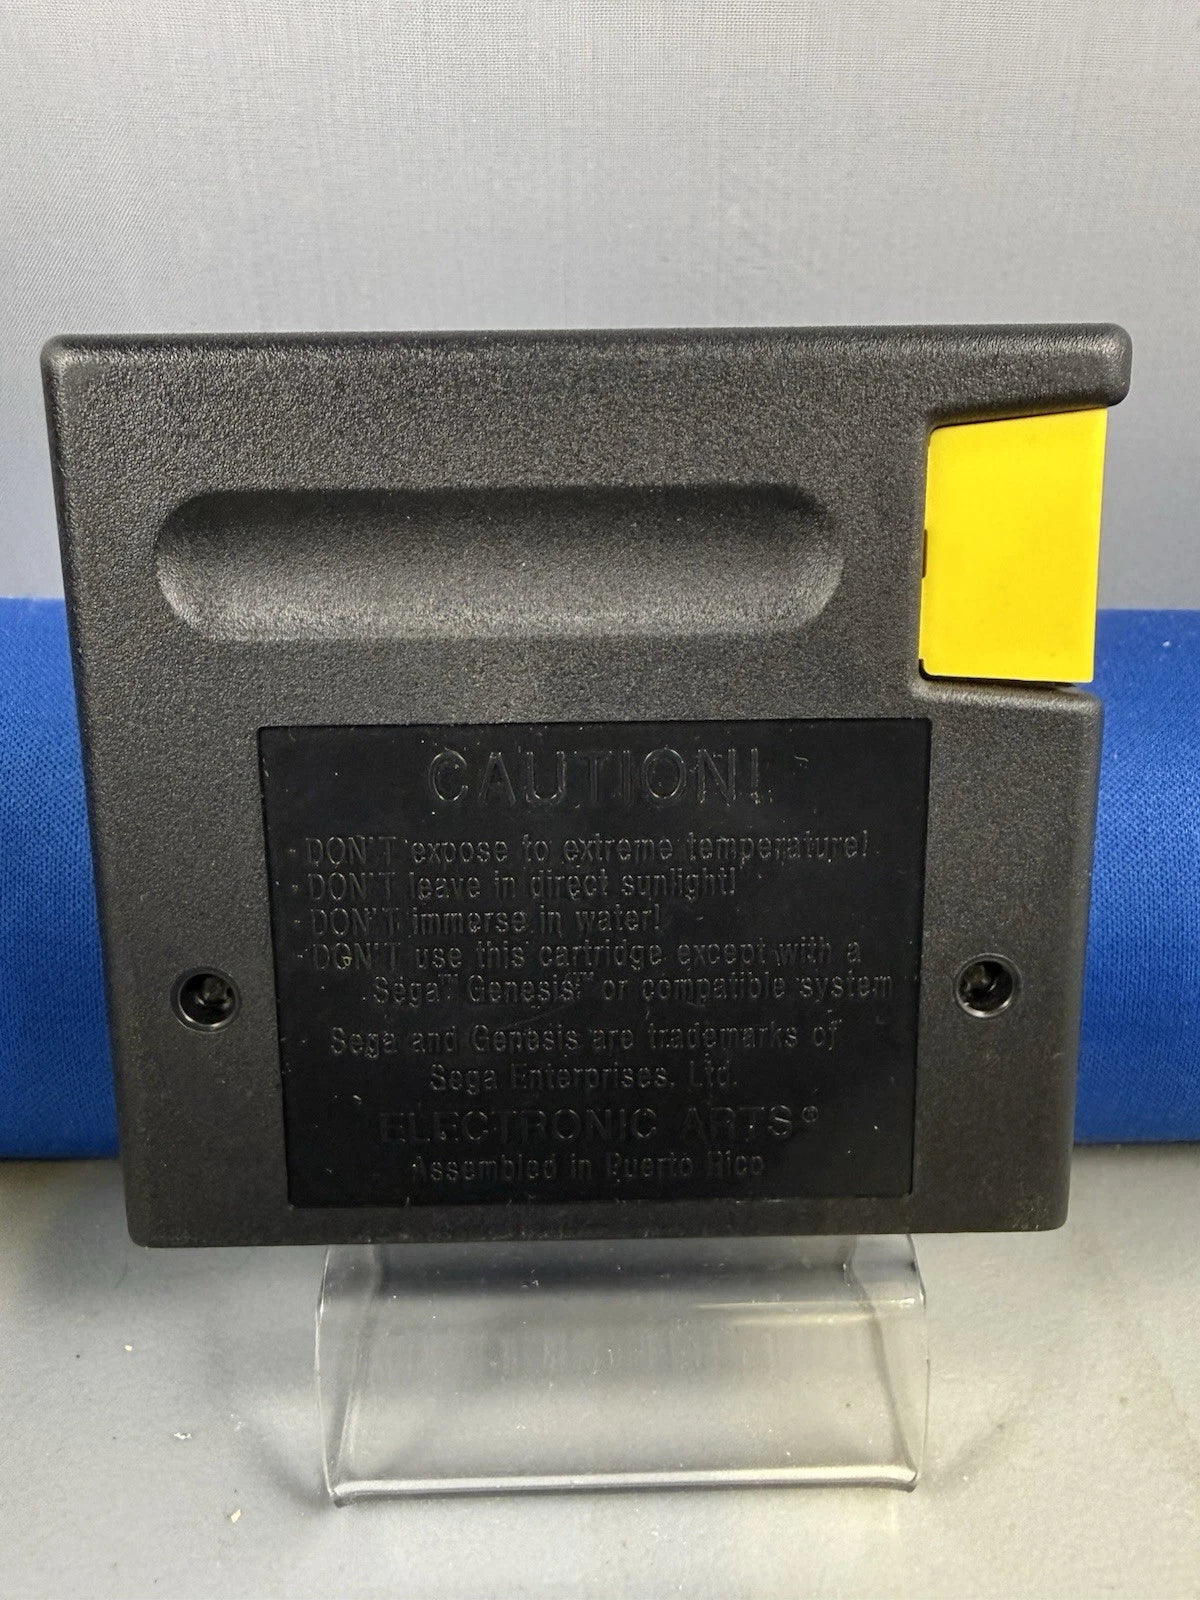 CAUTION!
- DON'T expose to extreme temperature!
- DON'T leave in direct sunlight!
- DON'T immerse in water!
- DON'T use this cartridge except with a
Sega™ Genesis™ or compatible system
Sega and Genesis are trademarks of
Sega Enterprises, Ltd.
ELECTRONIC ARTS®
Assembled in Puerto Rico